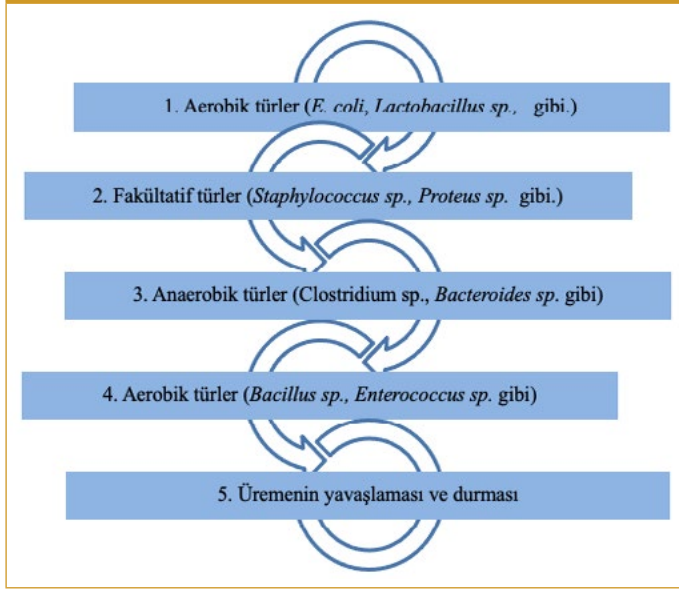 1. Aerobik türler (E. coli, Lactobacillus sp., gibi.)
2. Fakültatif türler (Staphylococcus sp., Proteus sp. gibi.)
3. Anaerobik türler (Clostridium sp., Bacteroides sp. gibi)
4. Aerobik türler (Bacillus sp., Enterococcus sp. gibi)
5. Üremenin yavaşlaması ve durması